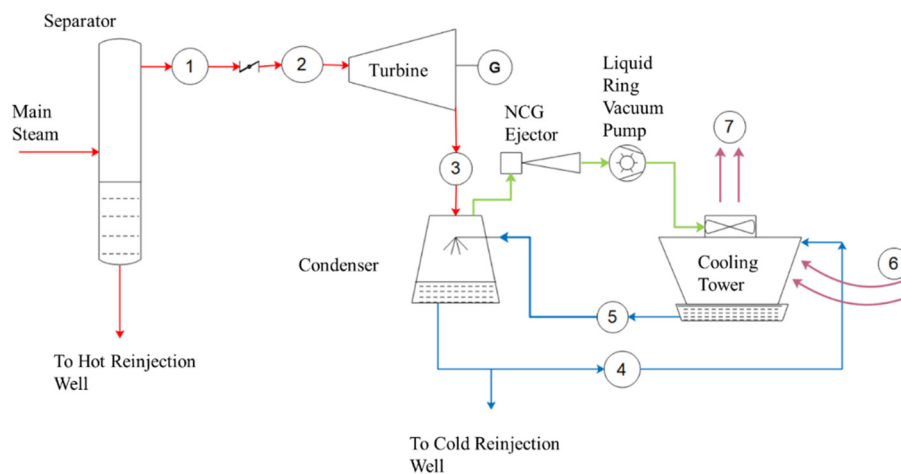 Separator
1
2
Turbine
G
Liquid
Ring
Vacuum
Pump
NCG
Ejector
7
Main
Steam
3
Condenser
Cooling
Tower
6
5
To Hot Reinjection
Well
4
To Cold Reinjection
Well